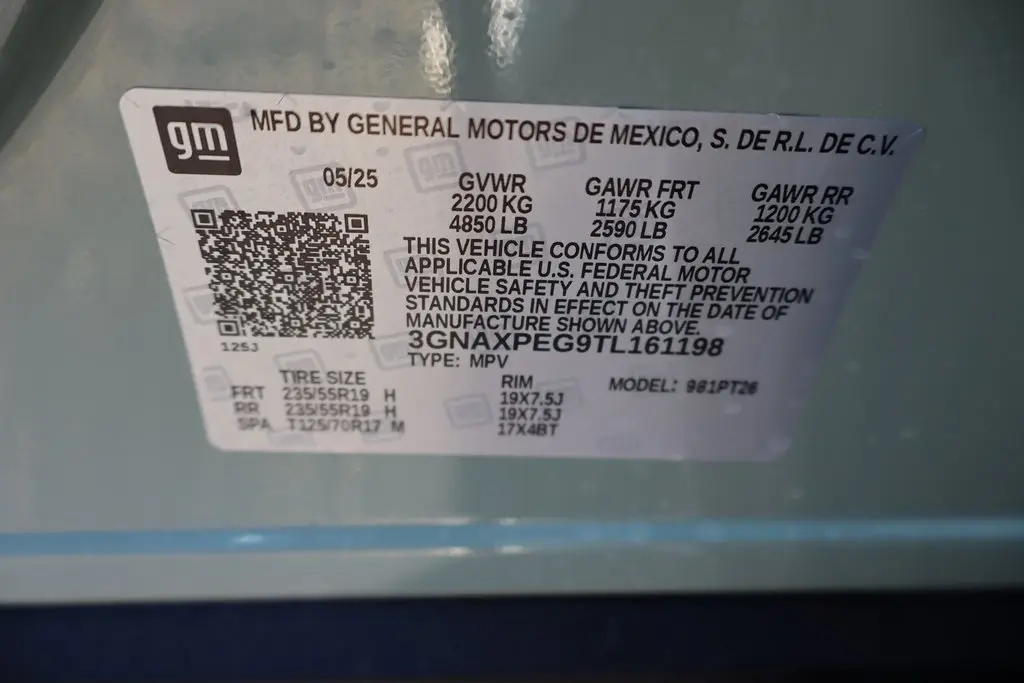 gm
MFD BY GENERAL MOTORS DE MEXICO, S. DE R.L. DE C.V.
05/25
GVWR GAWR FRT GAWR RR
2200 KG 1175 KG 1200 KG
4850 LB 2590 LB 2645 LB
THIS VEHICLE CONFORMS TO ALL
APPLICABLE U.S. FEDERAL MOTOR
VEHICLE SAFETY AND THEFT PREVENTION
STANDARDS IN EFFECT ON THE DATE OF
MANUFACTURE SHOWN ABOVE.
3GNAXPEG9TL161198
125J
TYPE: MPV
TIRE SIZE RIM MODEL: 981PT26
FRT 235/55R19 H 19X7.5J
RR 235/55R19 H 19X7.5J
SPA T125/70R17 M 17X4BT